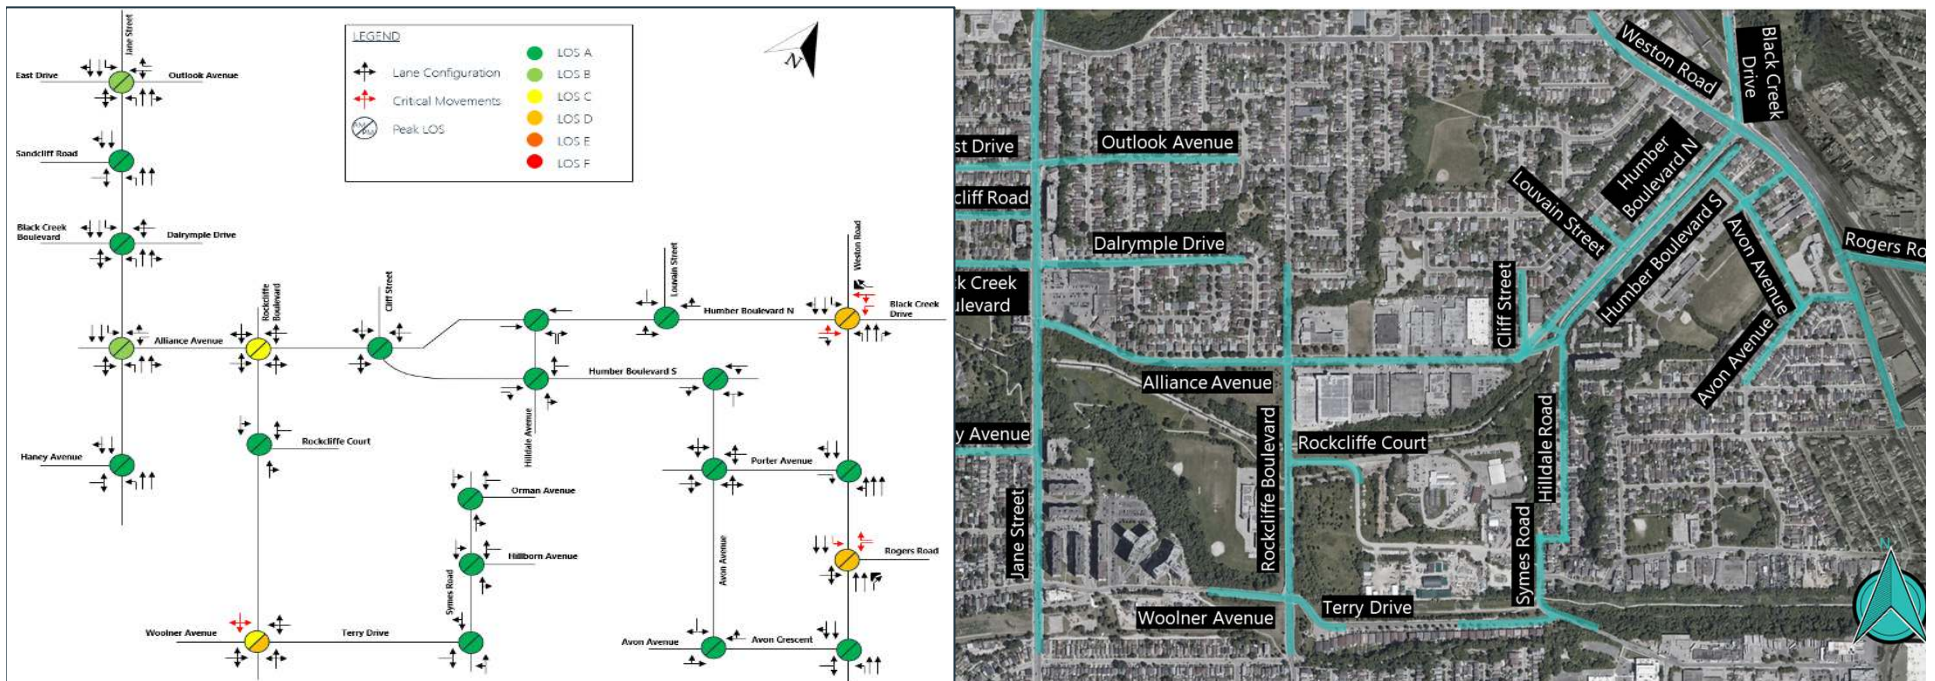 Jane Street
East Drive
Outlook Avenue
Sandcliff Road
Black Creek
Boulevard
Dalrymple Drive
Alliance Avenue
Rockcliffe
Boulevard
Cliff Street
Haney Avenue
Rockcliffe Court
Woolner Avenue
Terry Drive
LEGEND
Lane Configuration
Critical Movements
AM
PM
Peak LOS
LOS A
LOS B
LOS C
LOS D
LOS E
LOS F
N
Louvain Street
Humber Boulevard N
Weston Road
Black Creek
Drive
Humber Boulevard S
Hilldale Avenue
Orman Avenue
Hillborn Avenue
Symes Road
Porter Avenue
Avon Avenue
Rogers Road
Avon Avenue
Avon Crescent
Weston Road
Black Creek
Drive
st Drive
Outlook Avenue
Humber
Boulevard N
Louvain Street
cliff Road
Humber Boulevard S
Avon Avenue
Rogers Ro
Dalrymple Drive
ck Creek
ulevard
Cliff Street
Avon Avenue
Alliance Avenue
y Avenue
Rockcliffe Boulevard
Rockcliffe Court
Hilldale Road
Jane Street
Symes Road
Woolner Avenue
Terry Drive
N